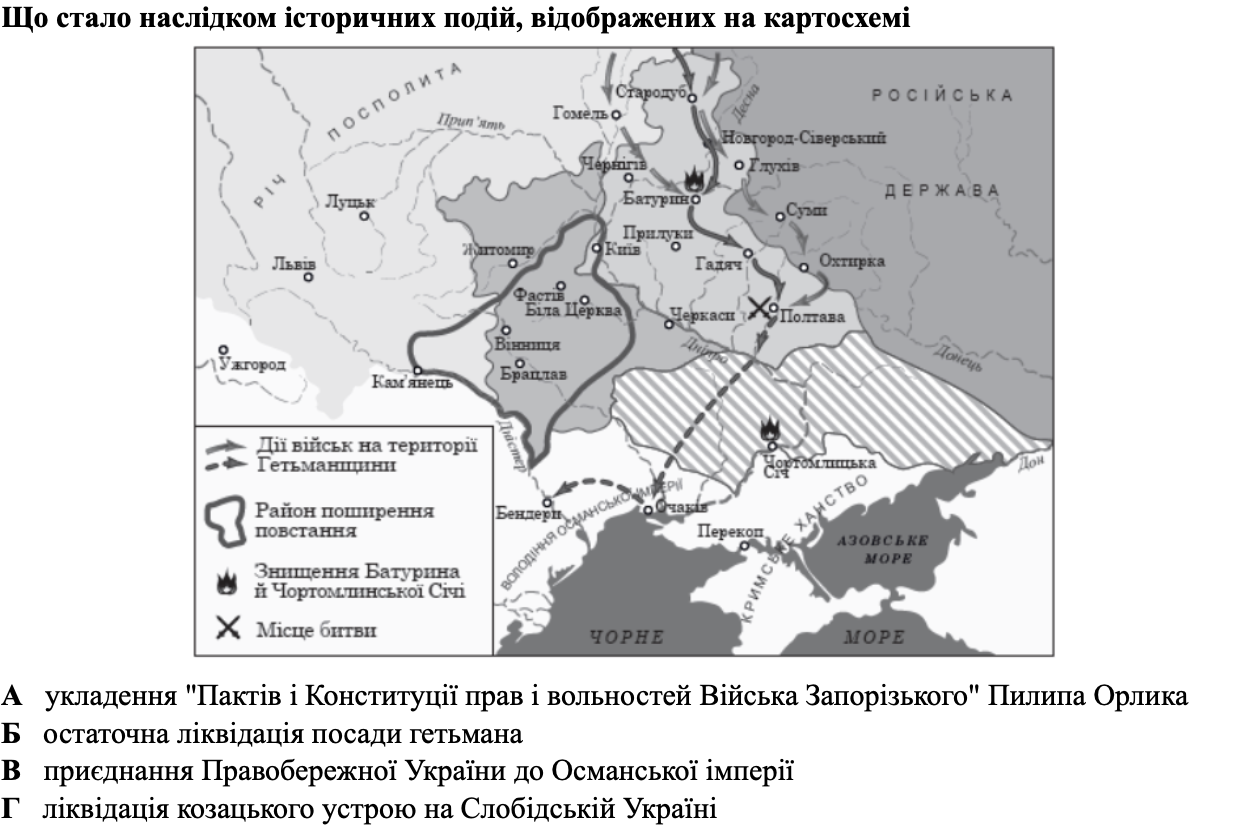 Що стало наслідком історичних подій, відображених на картосхемі
РІЧ ПОСПОЛИТА
РОСІЙСЬКА
ДЕРЖАВА
Стародуб
Десна
Гомель
Прип'ять
Новгород-Сіверський
Чернігів
Глухів
Батурин
Луцьк
Суми
Прилуки
Житомир
Київ
Гадяч
Охтирка
Львів
Фастів
Біла Церква
Черкаси
Полтава
Вінниця
Дніпро
Донець
Ужгород
Кам'янець
Брацлав
Дністер
Чортомлицька
Січ
Дон
Бендери
ВОЛОДІННЯ ОСМАНСЬКОЇ ІМПЕРІЇ
Очаків
Перекоп
КРИМСЬКЕ ХАНСТВО
АЗОВСЬКЕ
МОРЕ
ЧОРНЕ МОРЕ
Дії військ на території
Гетьманщини
Район поширення
повстання
Знищення Батурина
й Чортомлинської Січі
Місце битви
А укладення "Пактів і Конституції прав і вольностей Війська Запорізького" Пилипа Орлика
Б остаточна ліквідація посади гетьмана
В приєднання Правобережної України до Османської імперії
Г ліквідація козацького устрою на Слобідській Україні